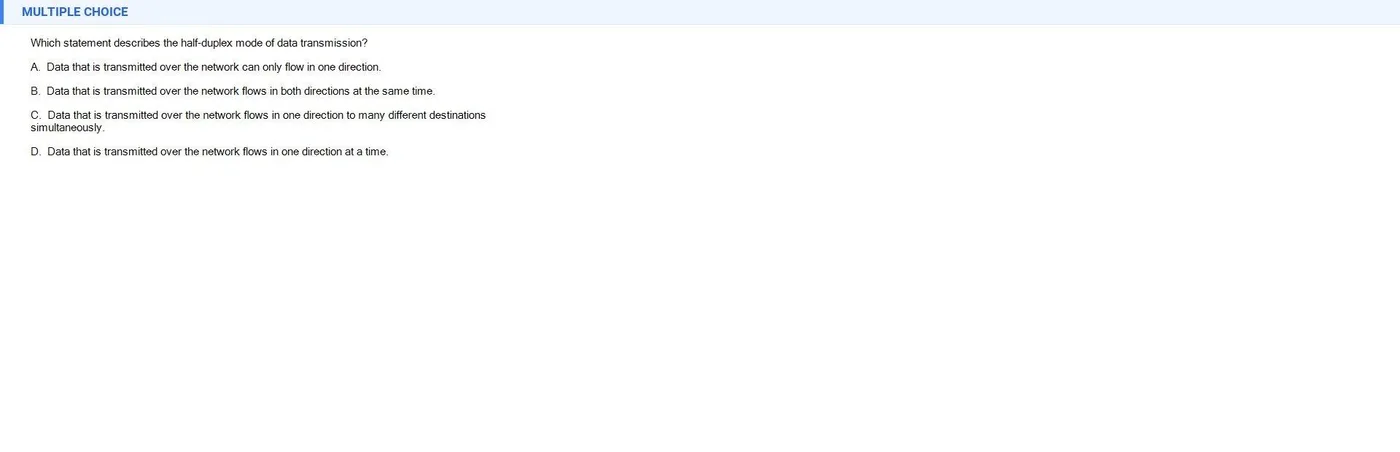 MULTIPLE CHOICE
Which statement describes the half-duplex mode of data transmission?
A. Data that is transmitted over the network can only flow in one direction.
B. Data that is transmitted over the network flows in both directions at the same time.
C. Data that is transmitted over the network flows in one direction to many different destinations
simultaneously.
D. Data that is transmitted over the network flows in one direction at a time.